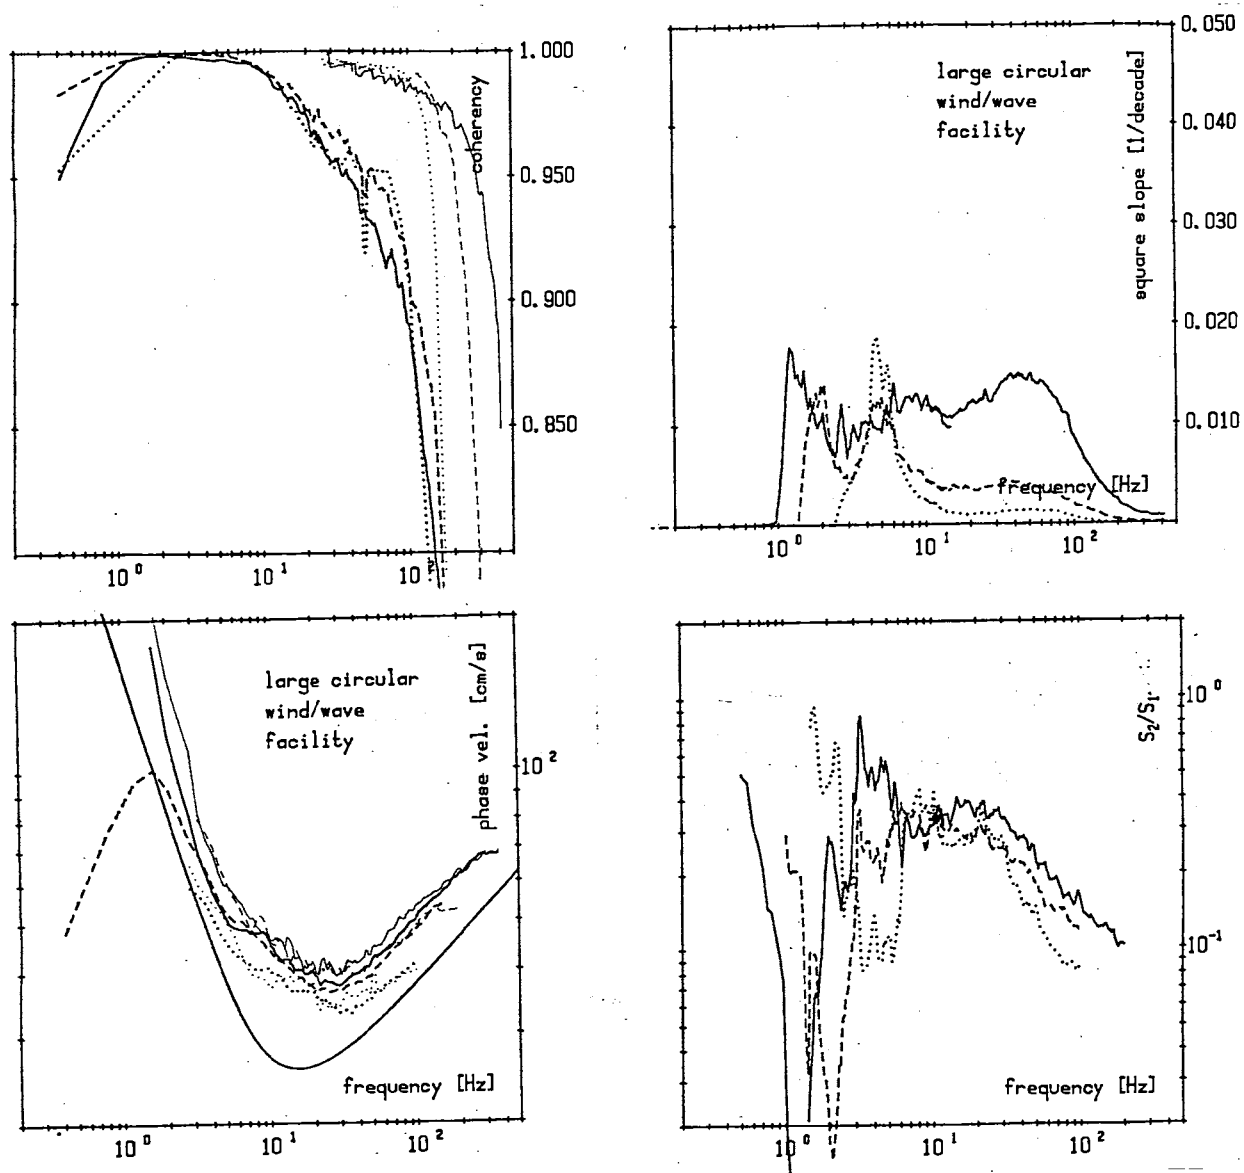 1.000
0.950
0.900
0.850
coherency
10⁰
10¹
large circular
wind/wave
facility
square slope [1/decade]
0.050
0.040
0.030
0.020
0.010
frequency [Hz]
10⁰
10¹
10²
large circular
wind/wave
facility
phase vel. [cm/s]
10²
frequency [Hz]
10⁰
10¹
10²
S₂/S₁
10⁰
10⁻¹
frequency [Hz]
10⁰
10¹
10²